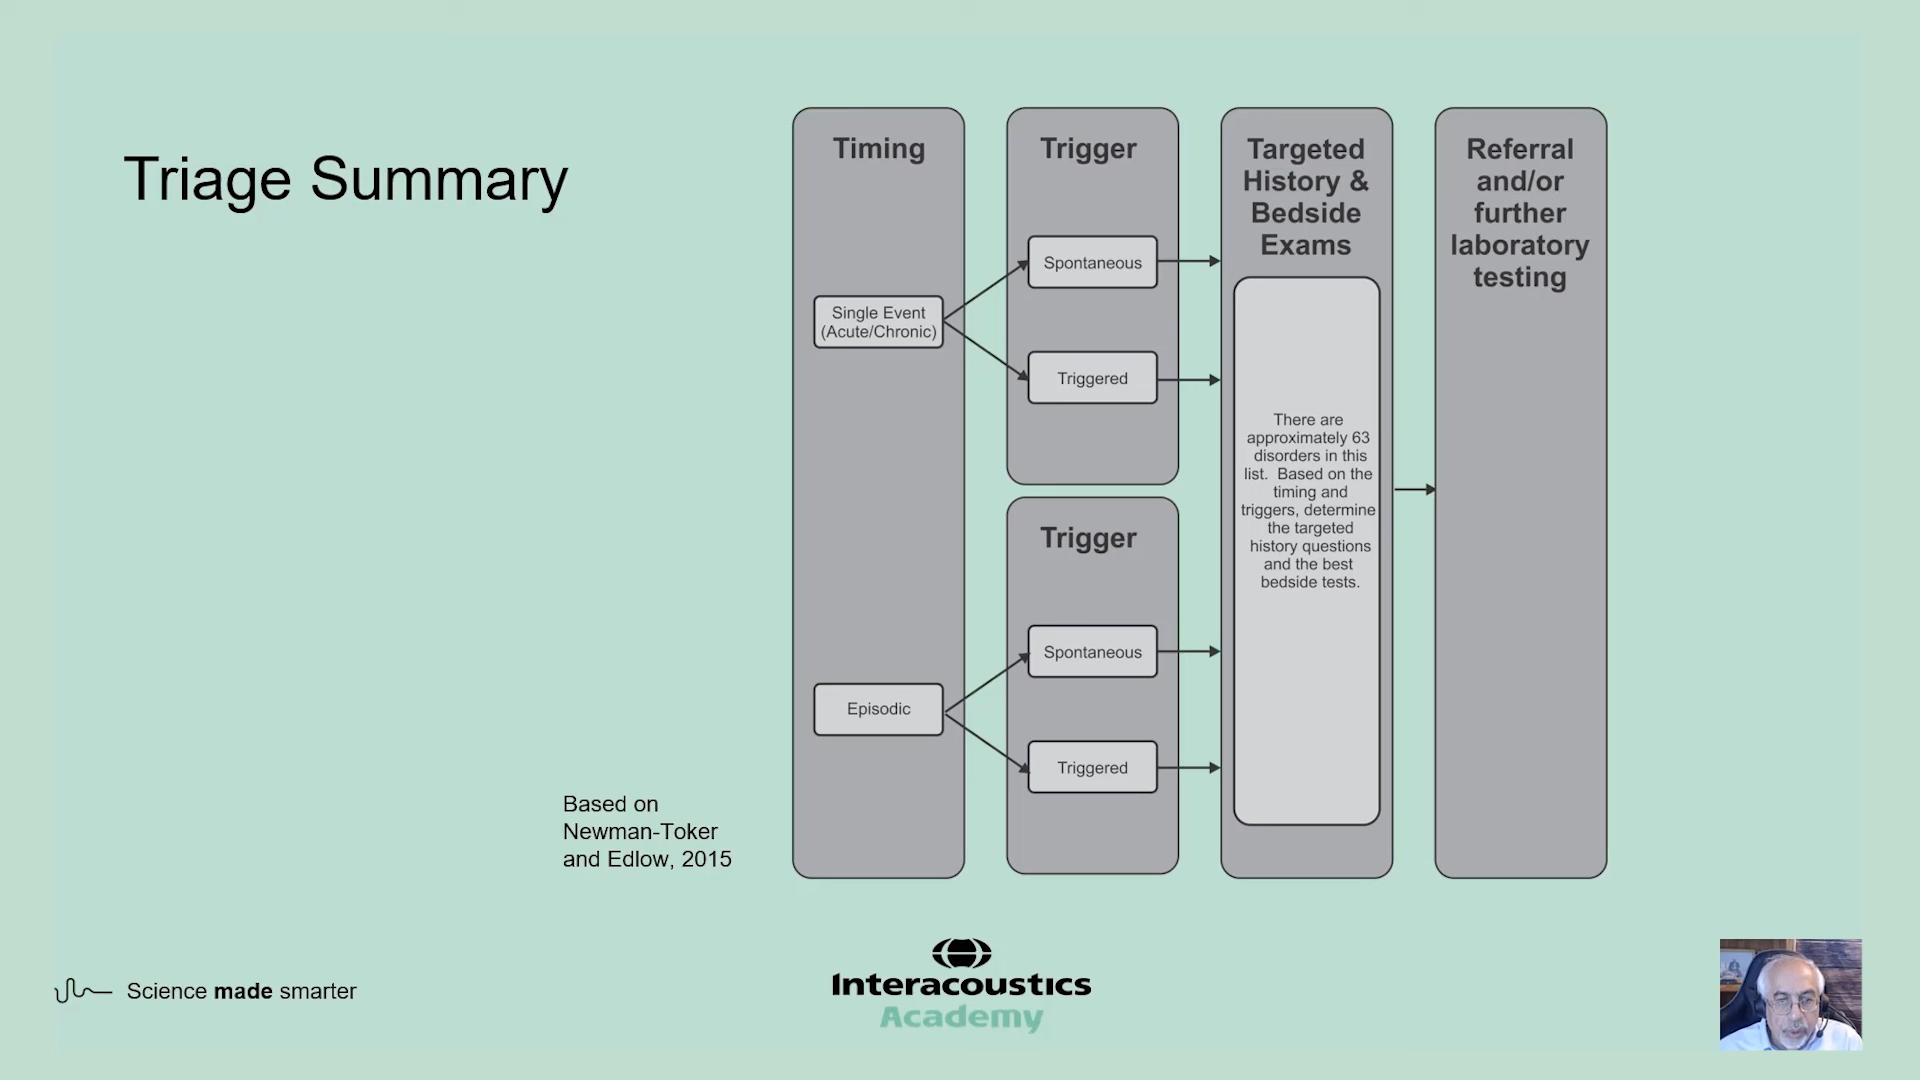 Triage Summary
Timing
Single Event
(Acute/Chronic)
Episodic
Trigger
Spontaneous
Triggered
Trigger
Spontaneous
Triggered
Targeted
History &
Bedside
Exams
There are
approximately 63
disorders in this
list. Based on the
timing and
triggers, determine
the targeted
history questions
and the best
bedside tests.
Referral
and/or
further
laboratory
testing
Based on
Newman-Toker
and Edlow, 2015
Science made smarter
Interacoustics
Academy